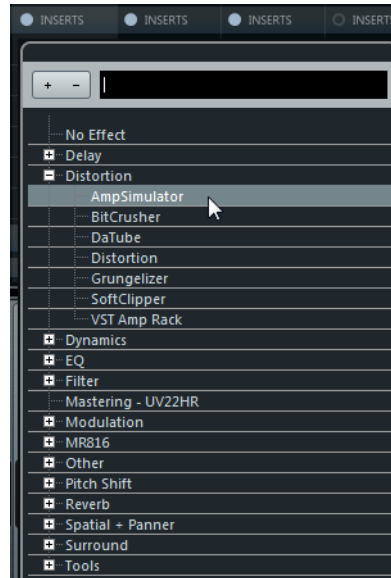 INSERTS INSERTS INSERTS INSERTS
+ -
No Effect
Delay
Distortion
AmpSimulator
BitCrusher
DaTube
Distortion
Grungelizer
SoftClipper
VST Amp Rack
Dynamics
EQ
Filter
Mastering - UV22HR
Modulation
MR816
Other
Pitch Shift
Reverb
Spatial + Panner
Surround
Tools